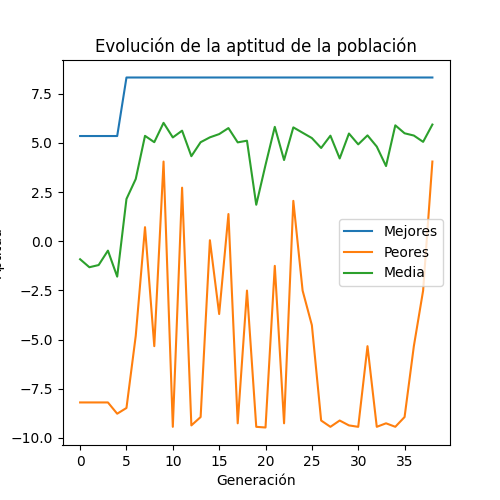 Evolución de la aptitud de la población
7.5
5.0
2.5
0.0
−2.5
−5.0
−7.5
−10.0
Mejores
Peores
Media
0 5 10 15 20 25 30 35
Generación